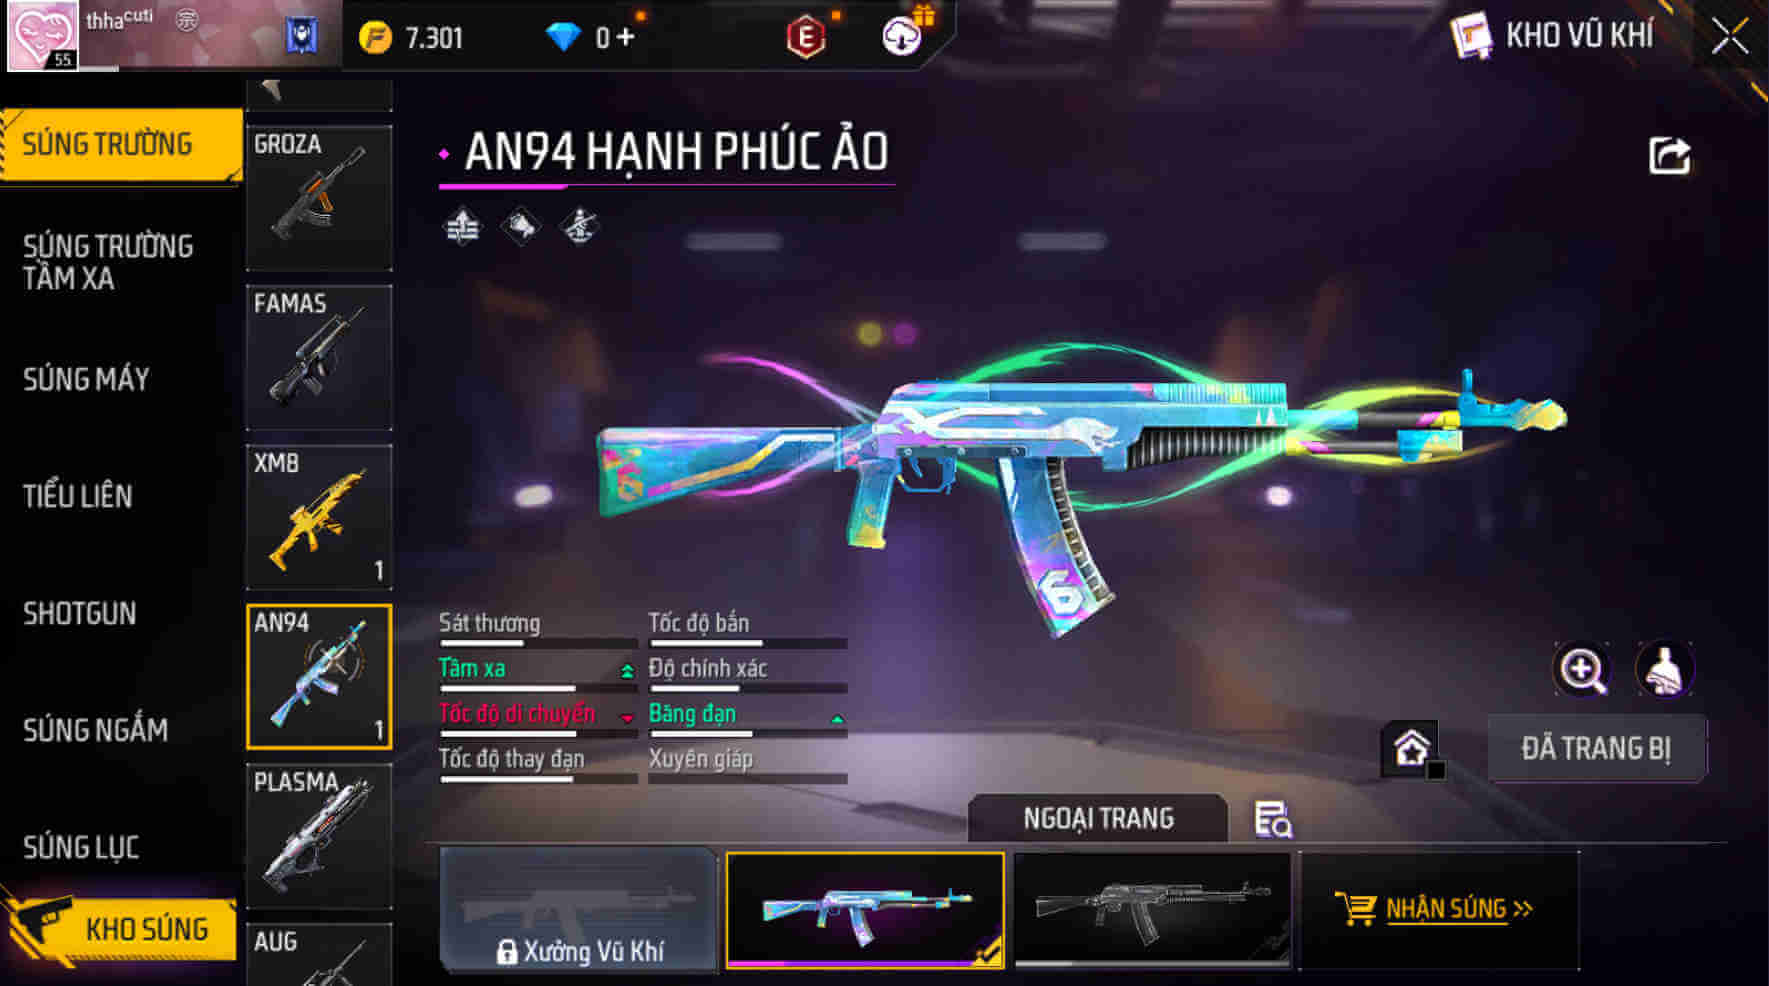 thhacuti
宗
55
7.301
0 +
E
KHO VŨ KHÍ
SÚNG TRƯỜNG
SÚNG TRƯỜNG
TẦM XA
SÚNG MÁY
TIỂU LIÊN
SHOTGUN
SÚNG NGẮM
SÚNG LỤC
KHO SÚNG
GROZA
FAMAS
XM8
1
AN94
1
PLASMA
AUG
AN94 HẠNH PHÚC ẢO
6
Sát thương
Tốc độ bắn
Tầm xa
Độ chính xác
Tốc độ di chuyển
Băng đạn
Tốc độ thay đạn
Xuyên giáp
ĐÃ TRANG BỊ
NGOẠI TRANG
Xưởng Vũ Khí
NHẬN SÚNG >>